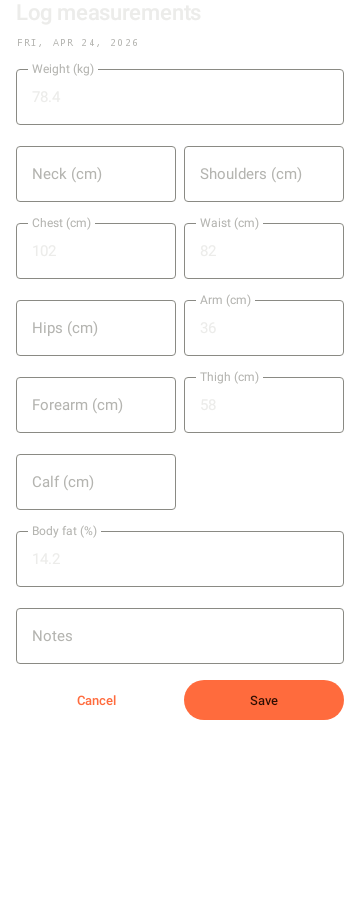 Log measurements
FRI, APR 24, 2026
Weight (kg)
78.4
Neck (cm) Shoulders (cm)
Chest (cm) Waist (cm)
102 82
Arm (cm)
Hips (cm) 36
Thigh (cm)
Forearm (cm) 58
Calf (cm)
Body fat (%)
14.2
Notes
Cancel Save